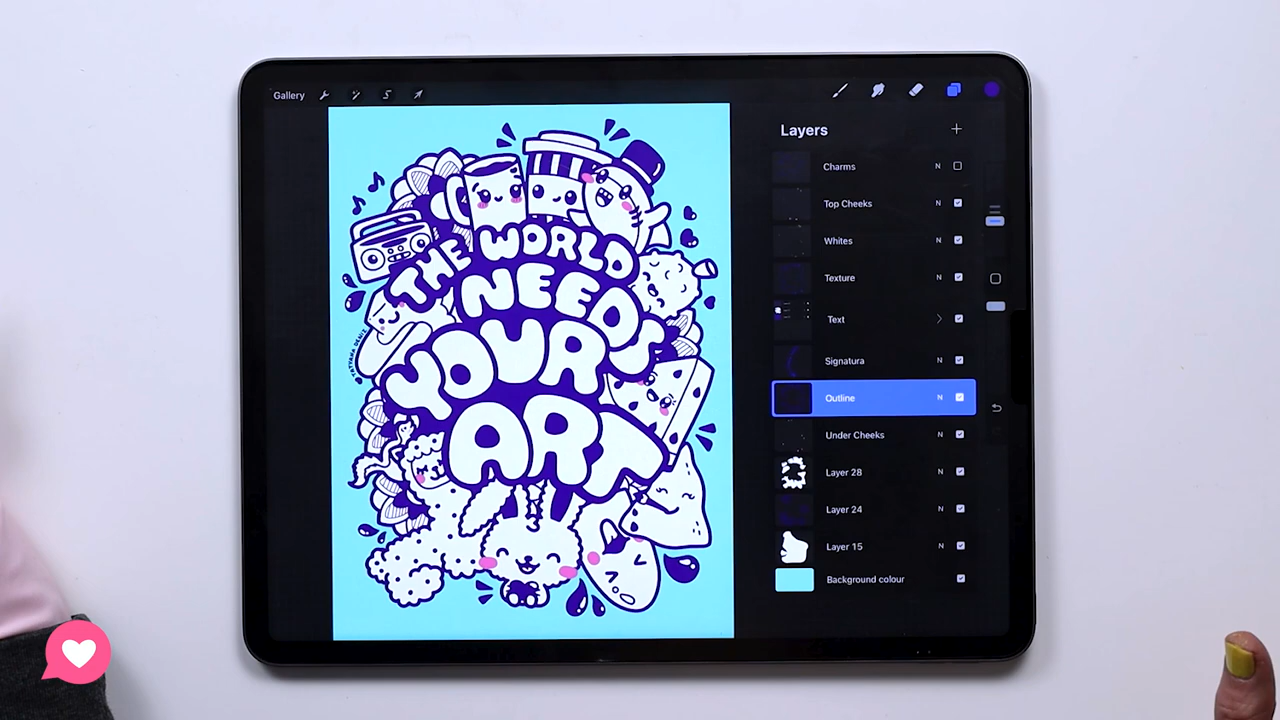 Gallery
Layers
Charms N
Top Cheeks N
Whites N
Texture N
Text
Signatura N
Outline N
Under Cheeks N
Layer 28 N
Layer 24 N
Layer 15 N
Background colour
THE WORLD
NEEDS
YOUR
ART